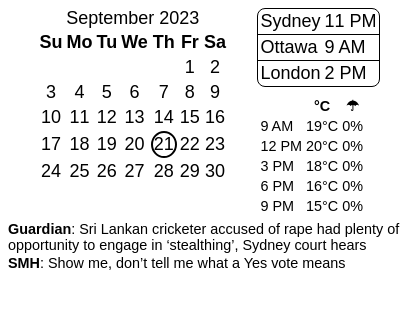 September 2023
Su Mo Tu We Th Fr Sa
1 2
3 4 5 6 7 8 9
10 11 12 13 14 15 16
17 18 19 20 21 22 23
24 25 26 27 28 29 30
Sydney 11 PM
Ottawa 9 AM
London 2 PM
°C ☂
9 AM 19°C 0%
12 PM 20°C 0%
3 PM 18°C 0%
6 PM 16°C 0%
9 PM 15°C 0%
Guardian: Sri Lankan cricketer accused of rape had plenty of
opportunity to engage in ‘stealthing’, Sydney court hears
SMH: Show me, don’t tell me what a Yes vote means